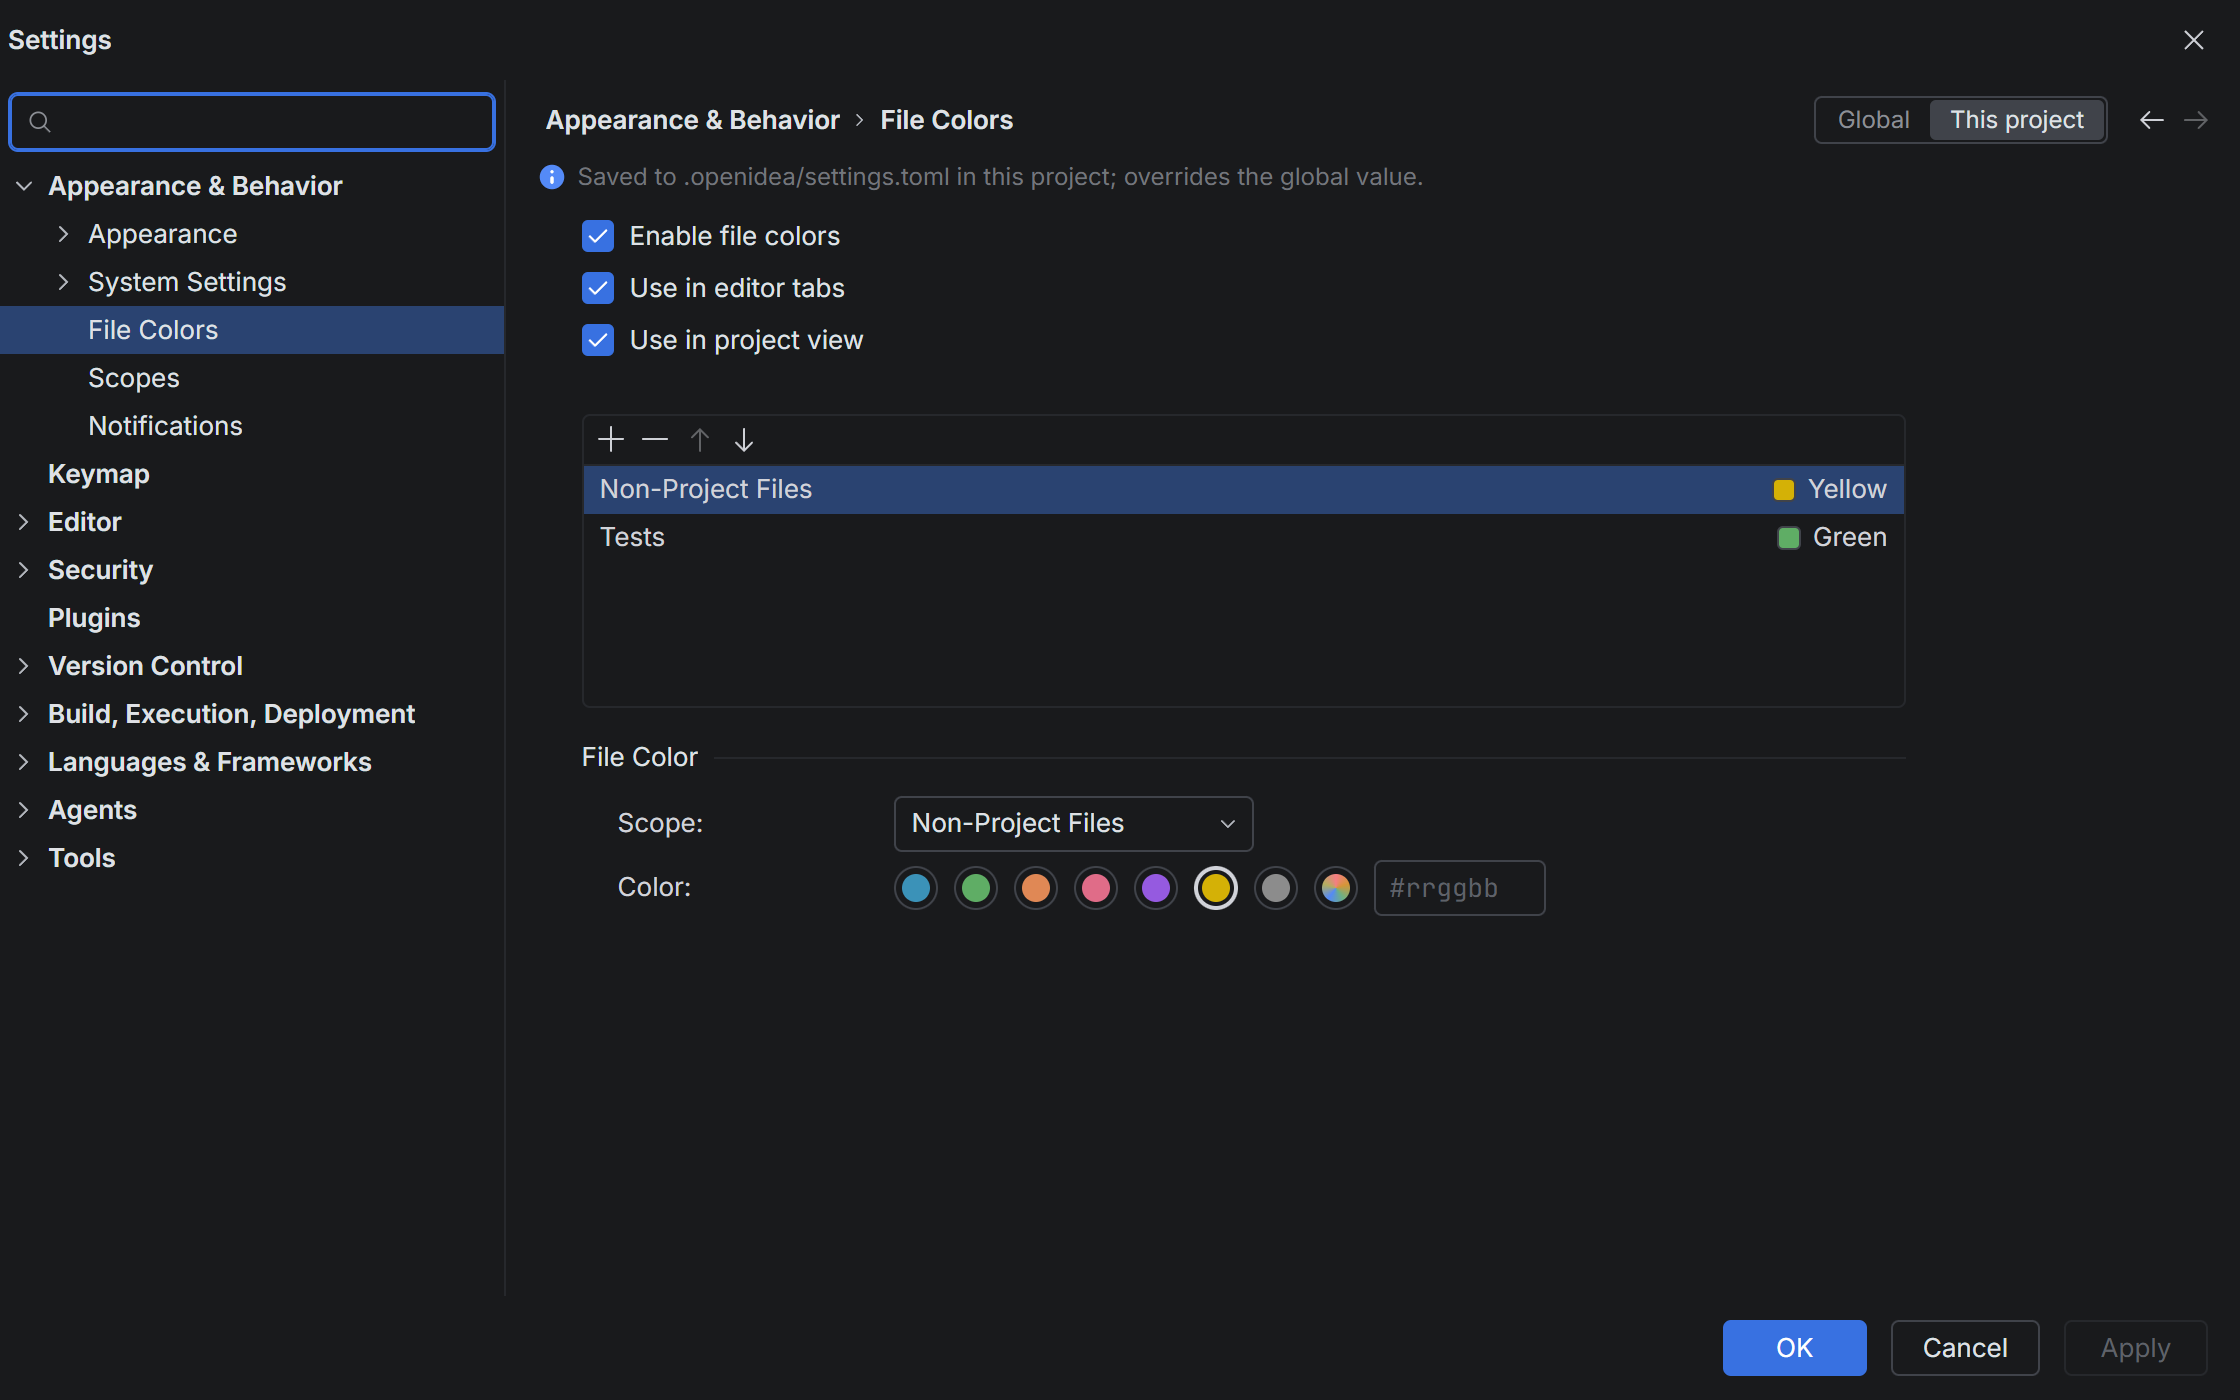 Settings
Appearance & Behavior
Appearance
System Settings
File Colors
Scopes
Notifications
Keymap
Editor
Security
Plugins
Version Control
Build, Execution, Deployment
Languages & Frameworks
Agents
Tools
Appearance & Behavior › File Colors
Global This project
Saved to .openidea/settings.toml in this project; overrides the global value.
Enable file colors
Use in editor tabs
Use in project view
Non-Project Files Yellow
Tests Green
File Color
Scope: Non-Project Files
Color: #rrggbb
OK Cancel Apply